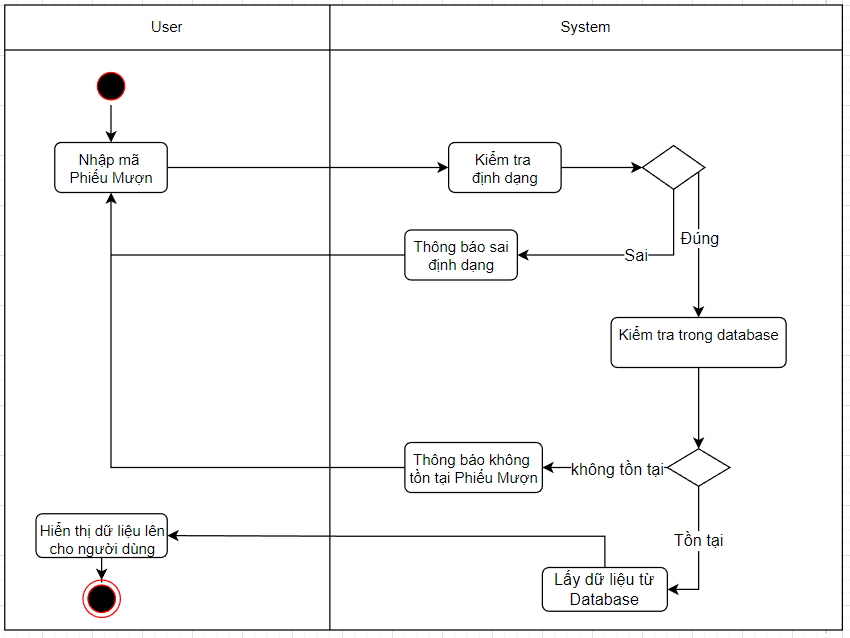 User
System
Nhập mã
Phiếu Mượn
Kiểm tra
định dạng
Thông báo sai
định dạng
Sai
Đúng
Kiểm tra trong database
Thông báo không
tồn tại Phiếu Mượn
không tồn tại
Hiển thị dữ liệu lên
cho người dùng
Tồn tại
Lấy dữ liệu từ
Database